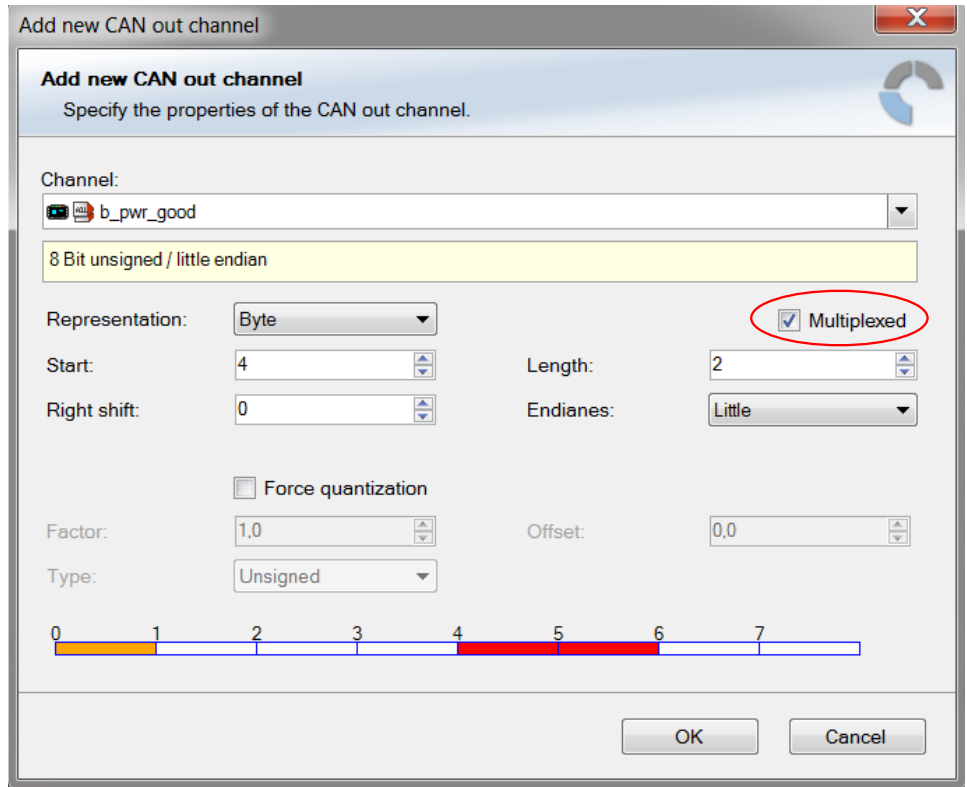 Add new CAN out channel
X
Add new CAN out channel
Specify the properties of the CAN out channel.
Channel:
b_pwr_good
8 Bit unsigned / little endian
Representation: Byte Multiplexed
Start: 4 Length: 2
Right shift: 0 Endianes: Little
Force quantization
Factor: 1,0 Offset: 0,0
Type: Unsigned
0 1 2 3 4 5 6 7
OK Cancel